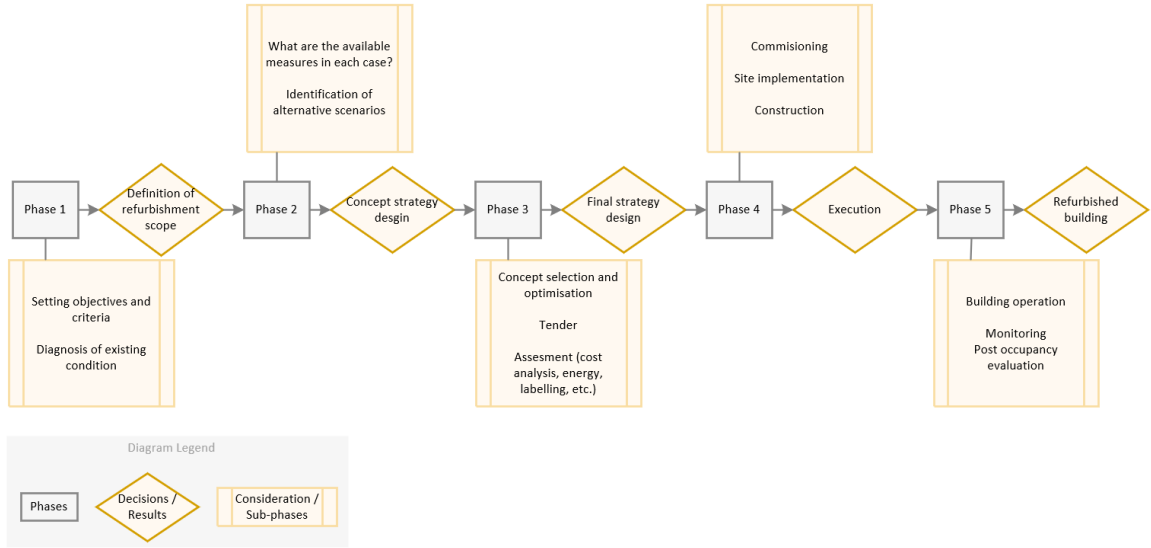 What are the available
measures in each case?
Identification of
alternative scenarios
Commisioning
Site implementation
Construction
Phase 1
Definition of
refurbishment
scope
Phase 2
Concept strategy
desgin
Phase 3
Final strategy
design
Phase 4
Execution
Phase 5
Refurbished
building
Setting objectives and
criteria
Diagnosis of existing
condition
Concept selection and
optimisation
Tender
Assesment (cost
analysis, energy,
labelling, etc.)
Building operation
Monitoring
Post occupancy
evaluation
Diagram Legend
Phases
Decisions /
Results
Consideration /
Sub-phases